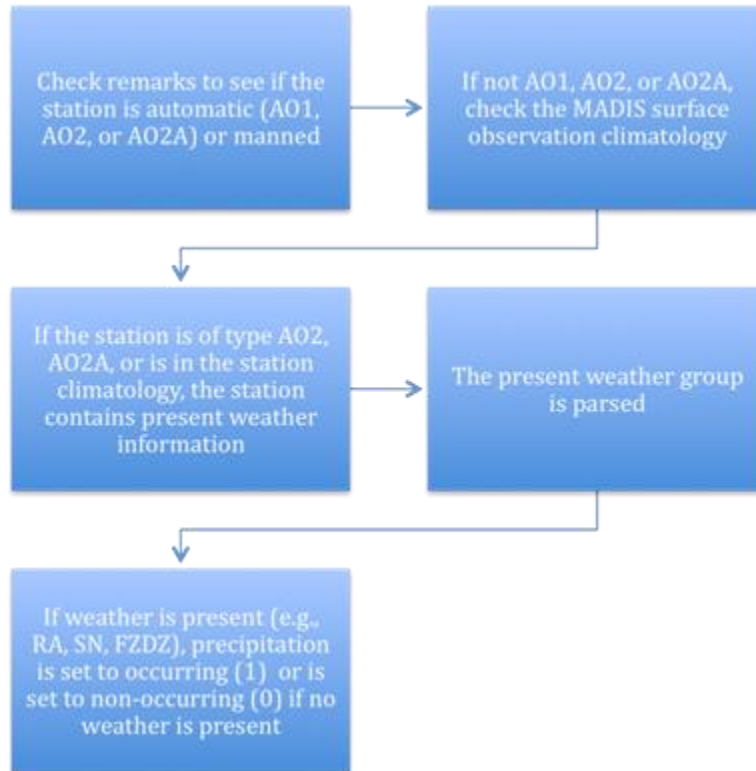 Check remarks to see if the
station is automatic (AO1,
AO2, or AO2A) or manned
If not AO1, AO2, or AO2A,
check the MADIS surface
observation climatology
If the station is of type AO2,
AO2A, or is in the station
climatology, the station
contains present weather
information
The present weather group
is parsed
If weather is present (e.g.,
RA, SN, FZDZ), precipitation
is set to occurring (1) or is
set to non-occurring (0) if no
weather is present